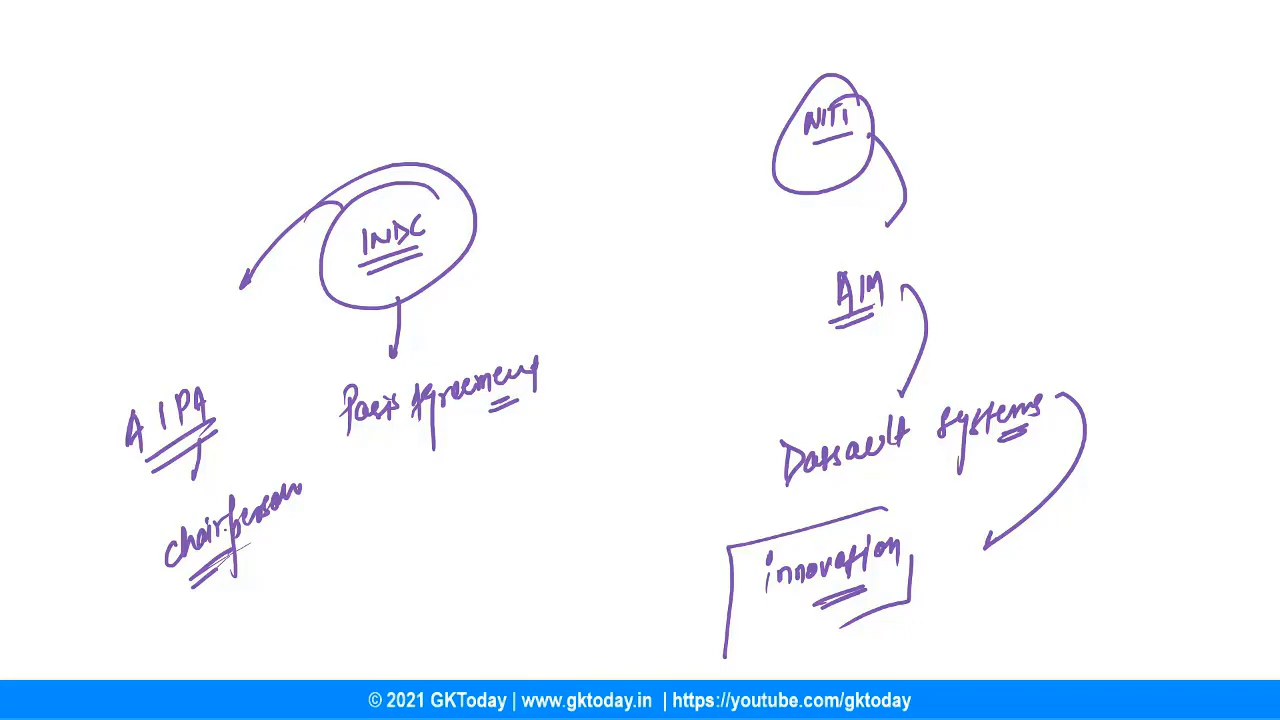 INDC
Paris Agreement
AIPA
chairperson
NITI
AIM
Dassault systems
innovation
© 2021 GKToday | www.gktoday.in | https://youtube.com/gktoday